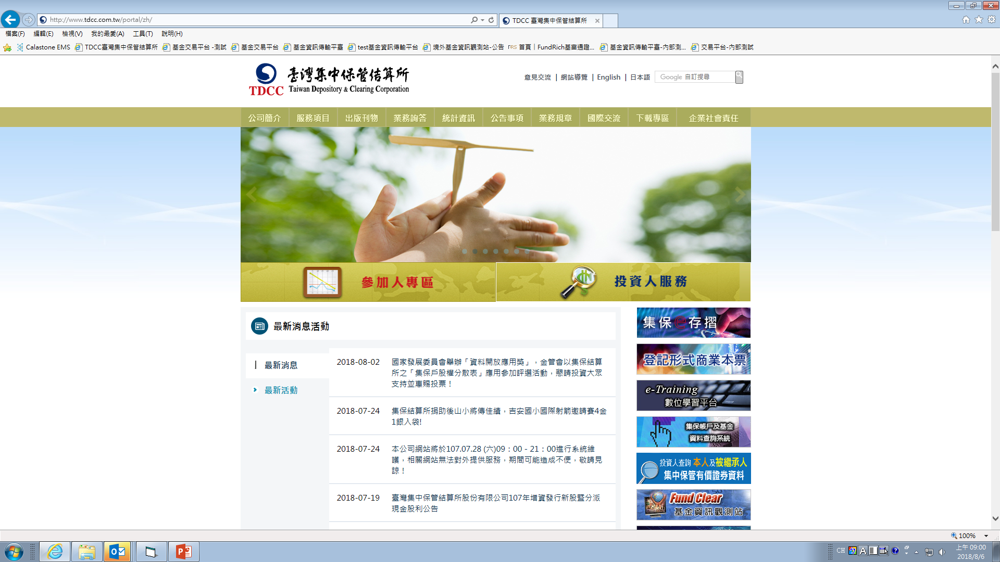 http://www.tdcc.com.tw/portal/zh/
TDCC 臺灣集中保管結算所
檔案(F) 編輯(E) 檢視(V) 我的最愛(A) 工具(T) 說明(H)
Calastone EMS TDCC臺灣集中保管結算所 基金交易平台 -測試 基金交易平台 基金資訊傳輸平臺 test基金資訊傳輸平台 境外基金資訊觀測站-公告 FRS 首頁 | FundRich基富通證... 基金資訊傳輸平臺-內部測... 交易平台-內部測試
TDCC
臺灣集中保管結算所
Taiwan Depository & Clearing Corporation
意見交流 | 網站導覽 | English | 日本語 Google 自訂搜尋
公司簡介 服務項目 出版刊物 業務詢答 統計資訊 公告事項 業務規章 國際交流 下載專區 企業社會責任
參加人專區
投資人服務
最新消息活動
最新消息
最新活動
2018-08-02
國家發展委員會舉辦「資料開放應用獎」，金管會以集保結算
所之「集保戶股權分散表」應用參加評選活動，懇請投資大眾
支持並惠賜投票！
2018-07-24
集保結算所捐助後山小將傳佳績，吉安國小國際射箭邀請賽4金
1銀入袋!
2018-07-24
本公司網站將於107.07.28 (六)09：00 - 21：00進行系統維
護，相關網站無法對外提供服務，期間可能造成不便，敬請見
諒！
2018-07-19
臺灣集中保管結算所股份有限公司107年增資發行新股暨分派
現金股利公告
集保e存摺
登記形式商業本票
e-Training
數位學習平台
集保帳戶及基金
資料查詢系統
投資人查詢 本人及被繼承人
集中保管有價證券資料
Fund Clear
基金資訊觀測站
100%
CH
上午 09:00
2018/8/6